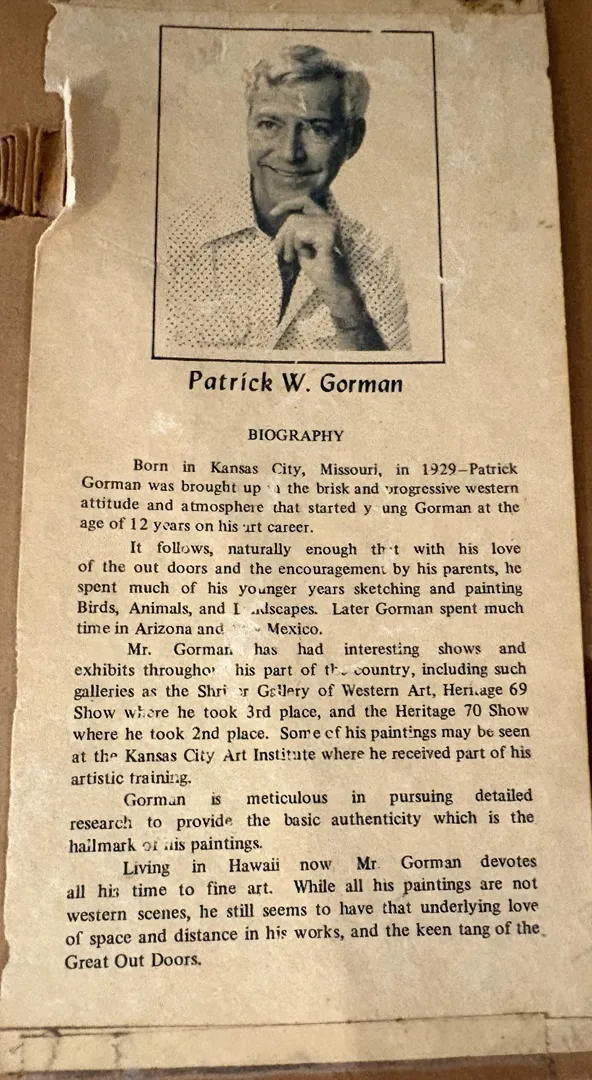 Patrick W. Gorman
BIOGRAPHY
Born in Kansas City, Missouri, in 1929—Patrick
Gorman was brought up the brisk and progressive western
attitude and atmosphere that started young Gorman at the
age of 12 years on his art career.
It follows, naturally enough that with his love
of the out doors and the encouragement by his parents, he
spent much of his younger years sketching and painting
Birds, Animals, and Landscapes. Later Gorman spent much
time in Arizona and Mexico.
Mr. Gorman has had interesting shows and
exhibits throughout his part of the country, including such
galleries as the Gallery of Western Art, Heritage 69
Show where he took 3rd place, and the Heritage 70 Show
where he took 2nd place. Some of his paintings may be seen
at the Kansas City Art Institute where he received part of his
artistic training.
Gorman is meticulous in pursuing detailed
research to provide the basic authenticity which is the
hallmark of his paintings.
Living in Hawaii now Mr. Gorman devotes
all his time to fine art. While all his paintings are not
western scenes, he still seems to have that underlying love
of space and distance in his works, and the keen tang of the
Great Out Doors.